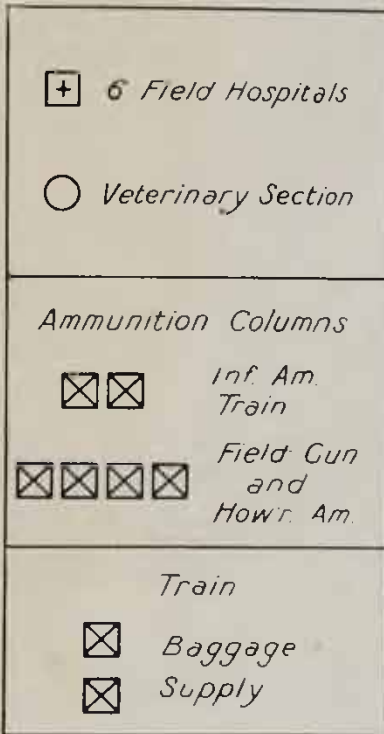 6 Field Hospitals
Veterinary Section
Ammunition Columns
Inf. Am.
Train
Field Gun
and
How'r. Am.
Train
Baggage
Supply